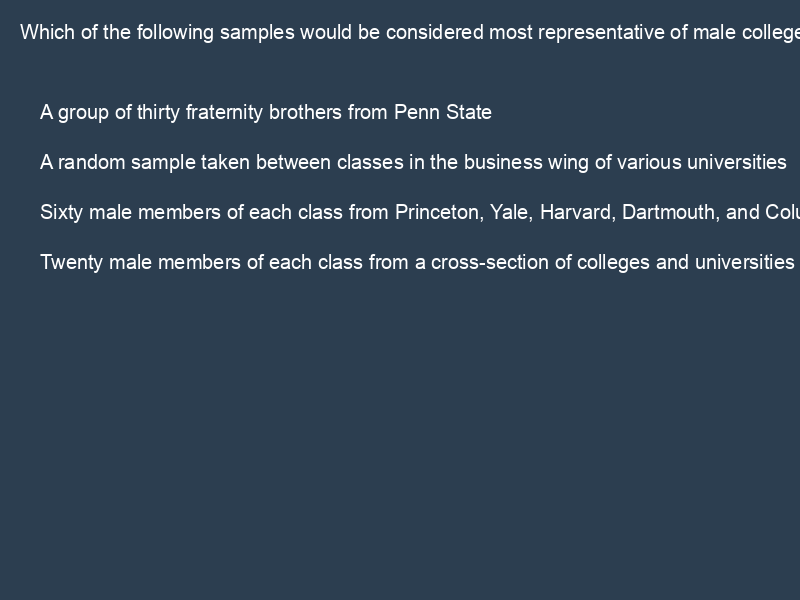 Which of the following samples would be considered most representative of male college
A group of thirty fraternity brothers from Penn State
A random sample taken between classes in the business wing of various universities
Sixty male members of each class from Princeton, Yale, Harvard, Dartmouth, and
Twenty male members of each class from a cross-section of colleges and universities